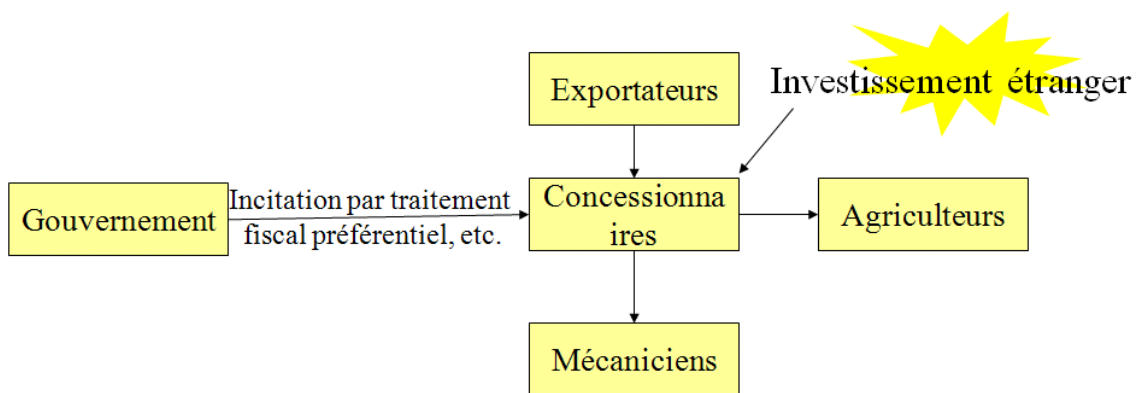 Exportateurs
Investissement étranger
Gouvernement
Incitation par traitement
fiscal préférentiel, etc.
Concessionna
ires
Agriculteurs
Mécaniciens